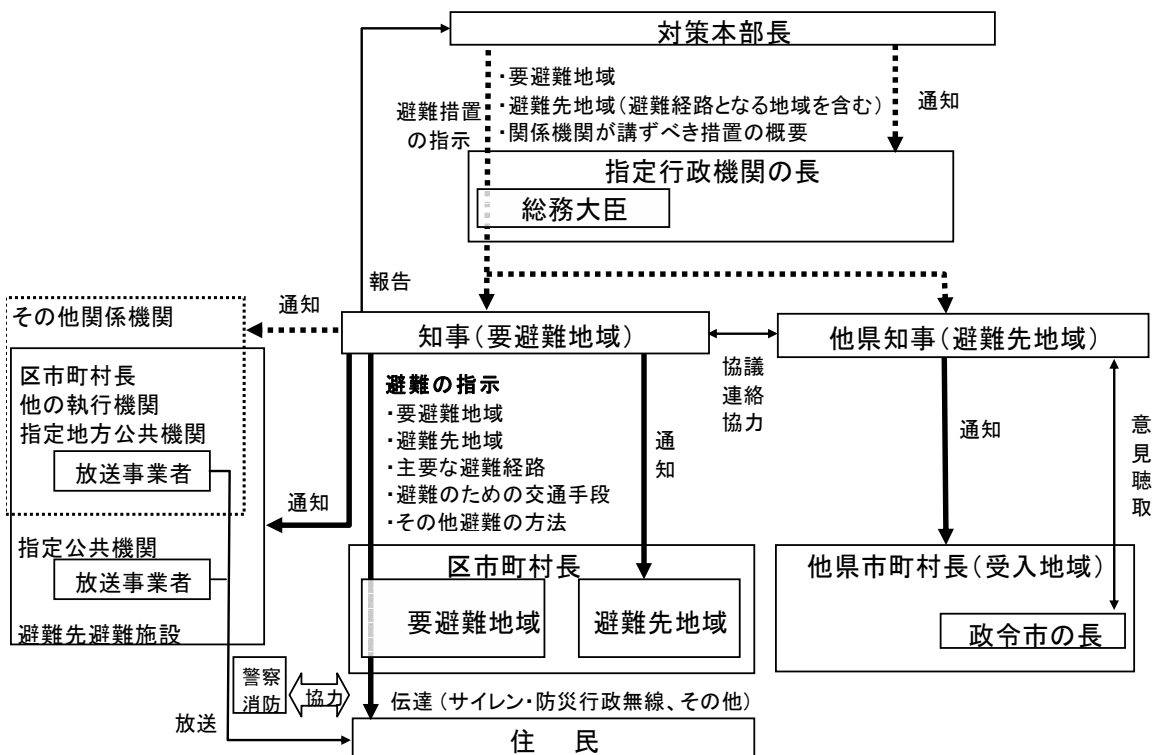 対策本部長
・要避難地域
・避難先地域(避難経路となる地域を含む)
・関係機関が講ずべき措置の概要
避難措置
の指示
通知
指定行政機関の長
総務大臣
報告
通知
その他関係機関
区市町村長
他の執行機関
指定地方公共機関
放送事業者
指定公共機関
放送事業者
避難先避難施設
知事(要避難地域)
他県知事(避難先地域)
協議
連絡
協力
避難の指示
・要避難地域
・避難先地域
・主要な避難経路
・避難のための交通手段
・その他避難の方法
通知
通知
通知
意見聴取
区市町村長
要避難地域
避難先地域
他県市町村長(受入地域)
政令市の長
警察
消防
協力
伝達(サイレン・防災行政無線、その他)
放送
住　民